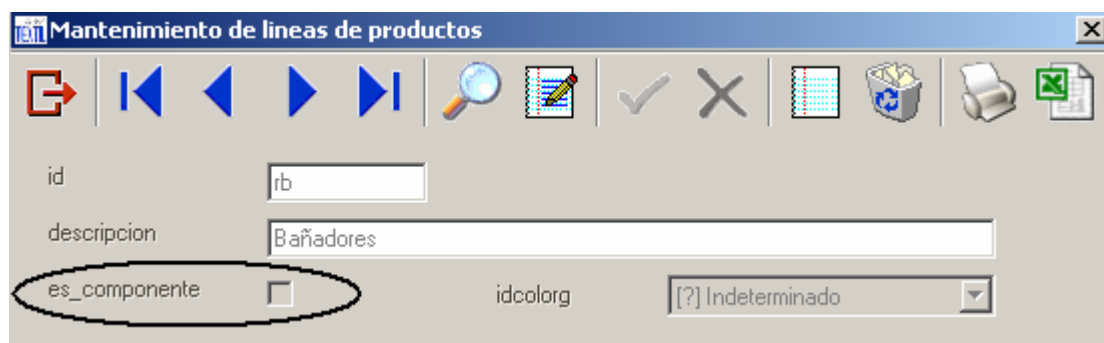 Mantenimiento de lineas de productos
id
rb
descripcion
Bañadores
es_componente
idcolorg
[?] Indeterminado